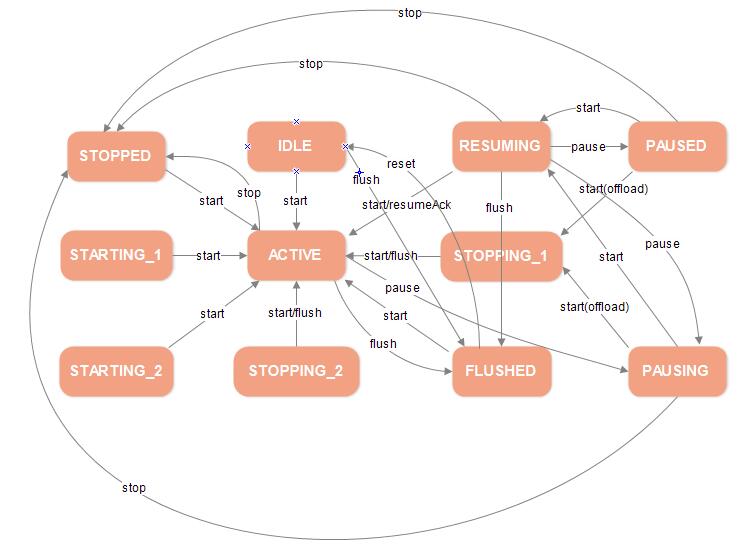 stop
stop
start
STOPPED
IDLE
RESUMING
pause
PAUSED
reset
flush
start
stop
start
start/resumeAck
flush
start(offload)
STARTING_1
start
ACTIVE
start/flush
STOPPING_1
start
pause
pause
start
start/flush
start
start(offload)
flush
STARTING_2
STOPPING_2
FLUSHED
PAUSING
stop